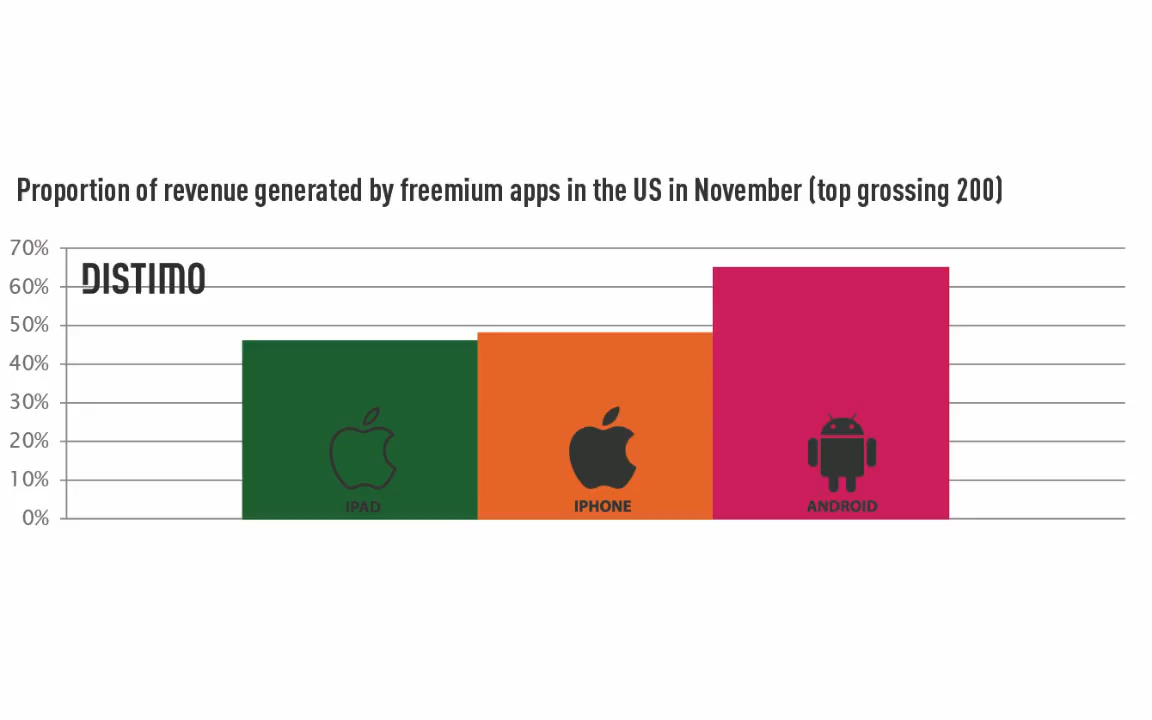 Proportion of revenue generated by freemium apps in the US in November (top grossing 200)
70%
DISTIMO
60%
50%
40%
30%
20%
10%
0%
IPAD
IPHONE
ANDROID